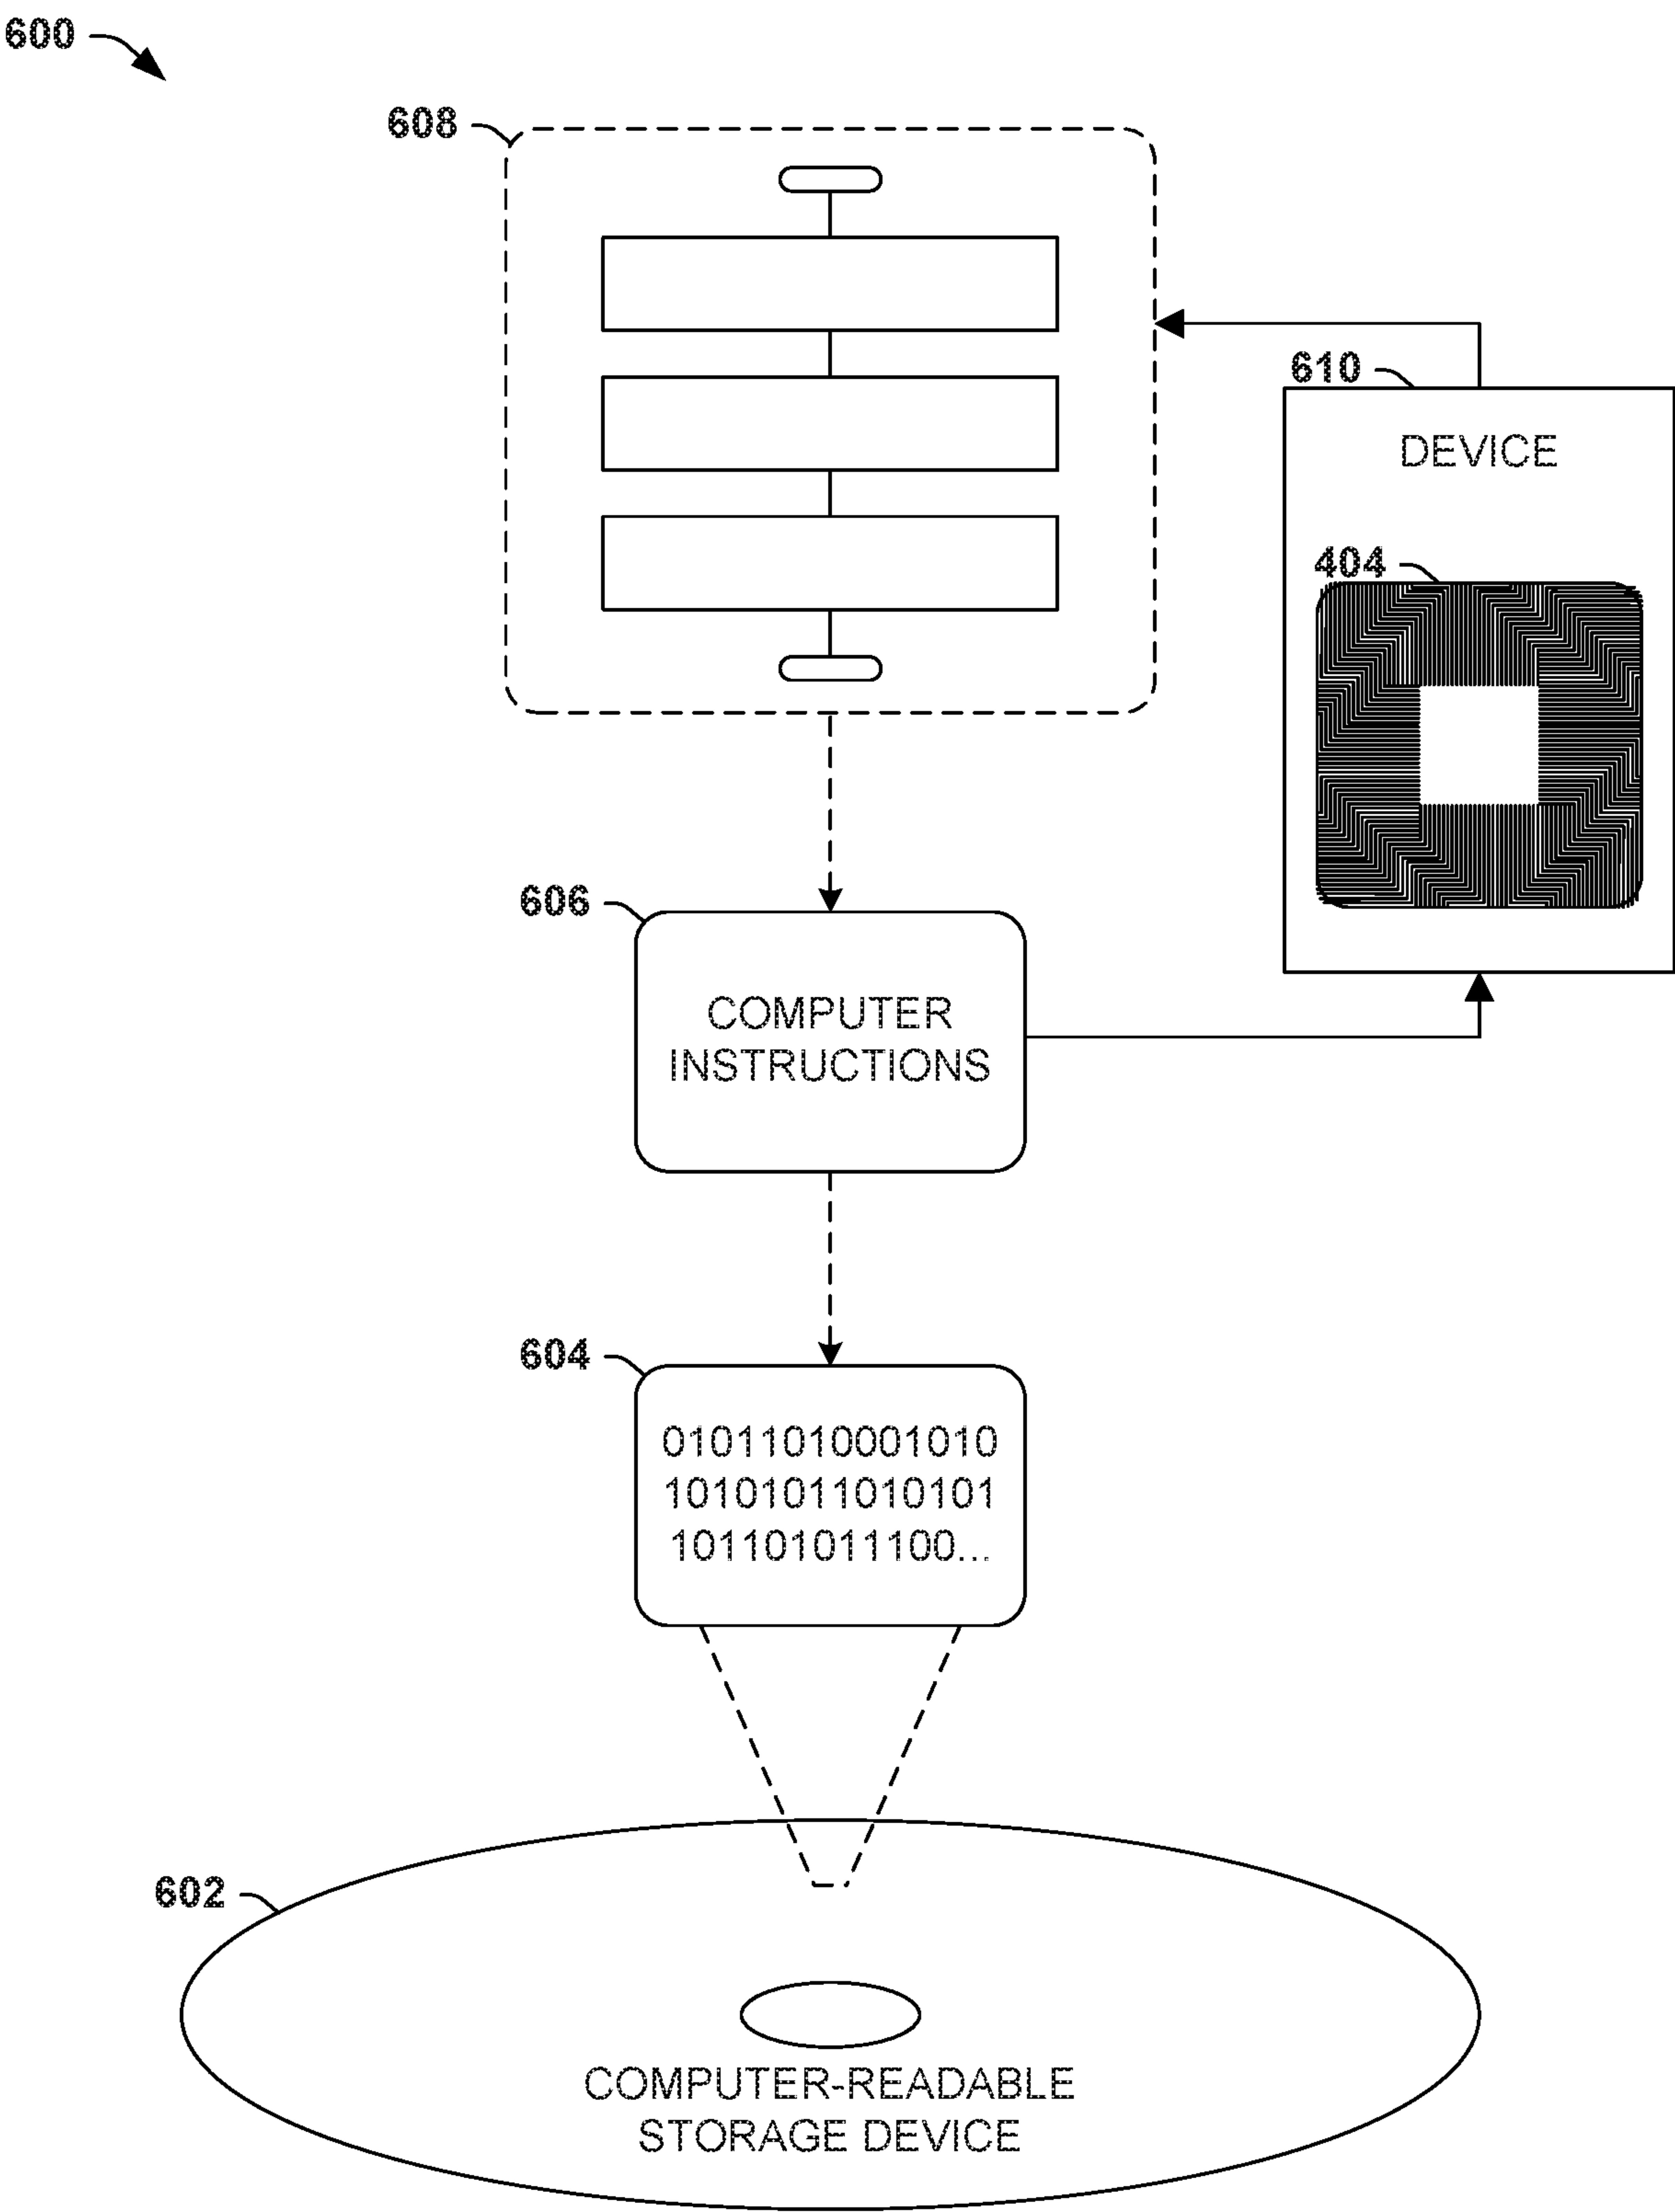 600
608
610
DEVICE
404
606
COMPUTER
INSTRUCTIONS
604
01011010001010
10101011010101
101101011100...
602
COMPUTER-READABLE
STORAGE DEVICE